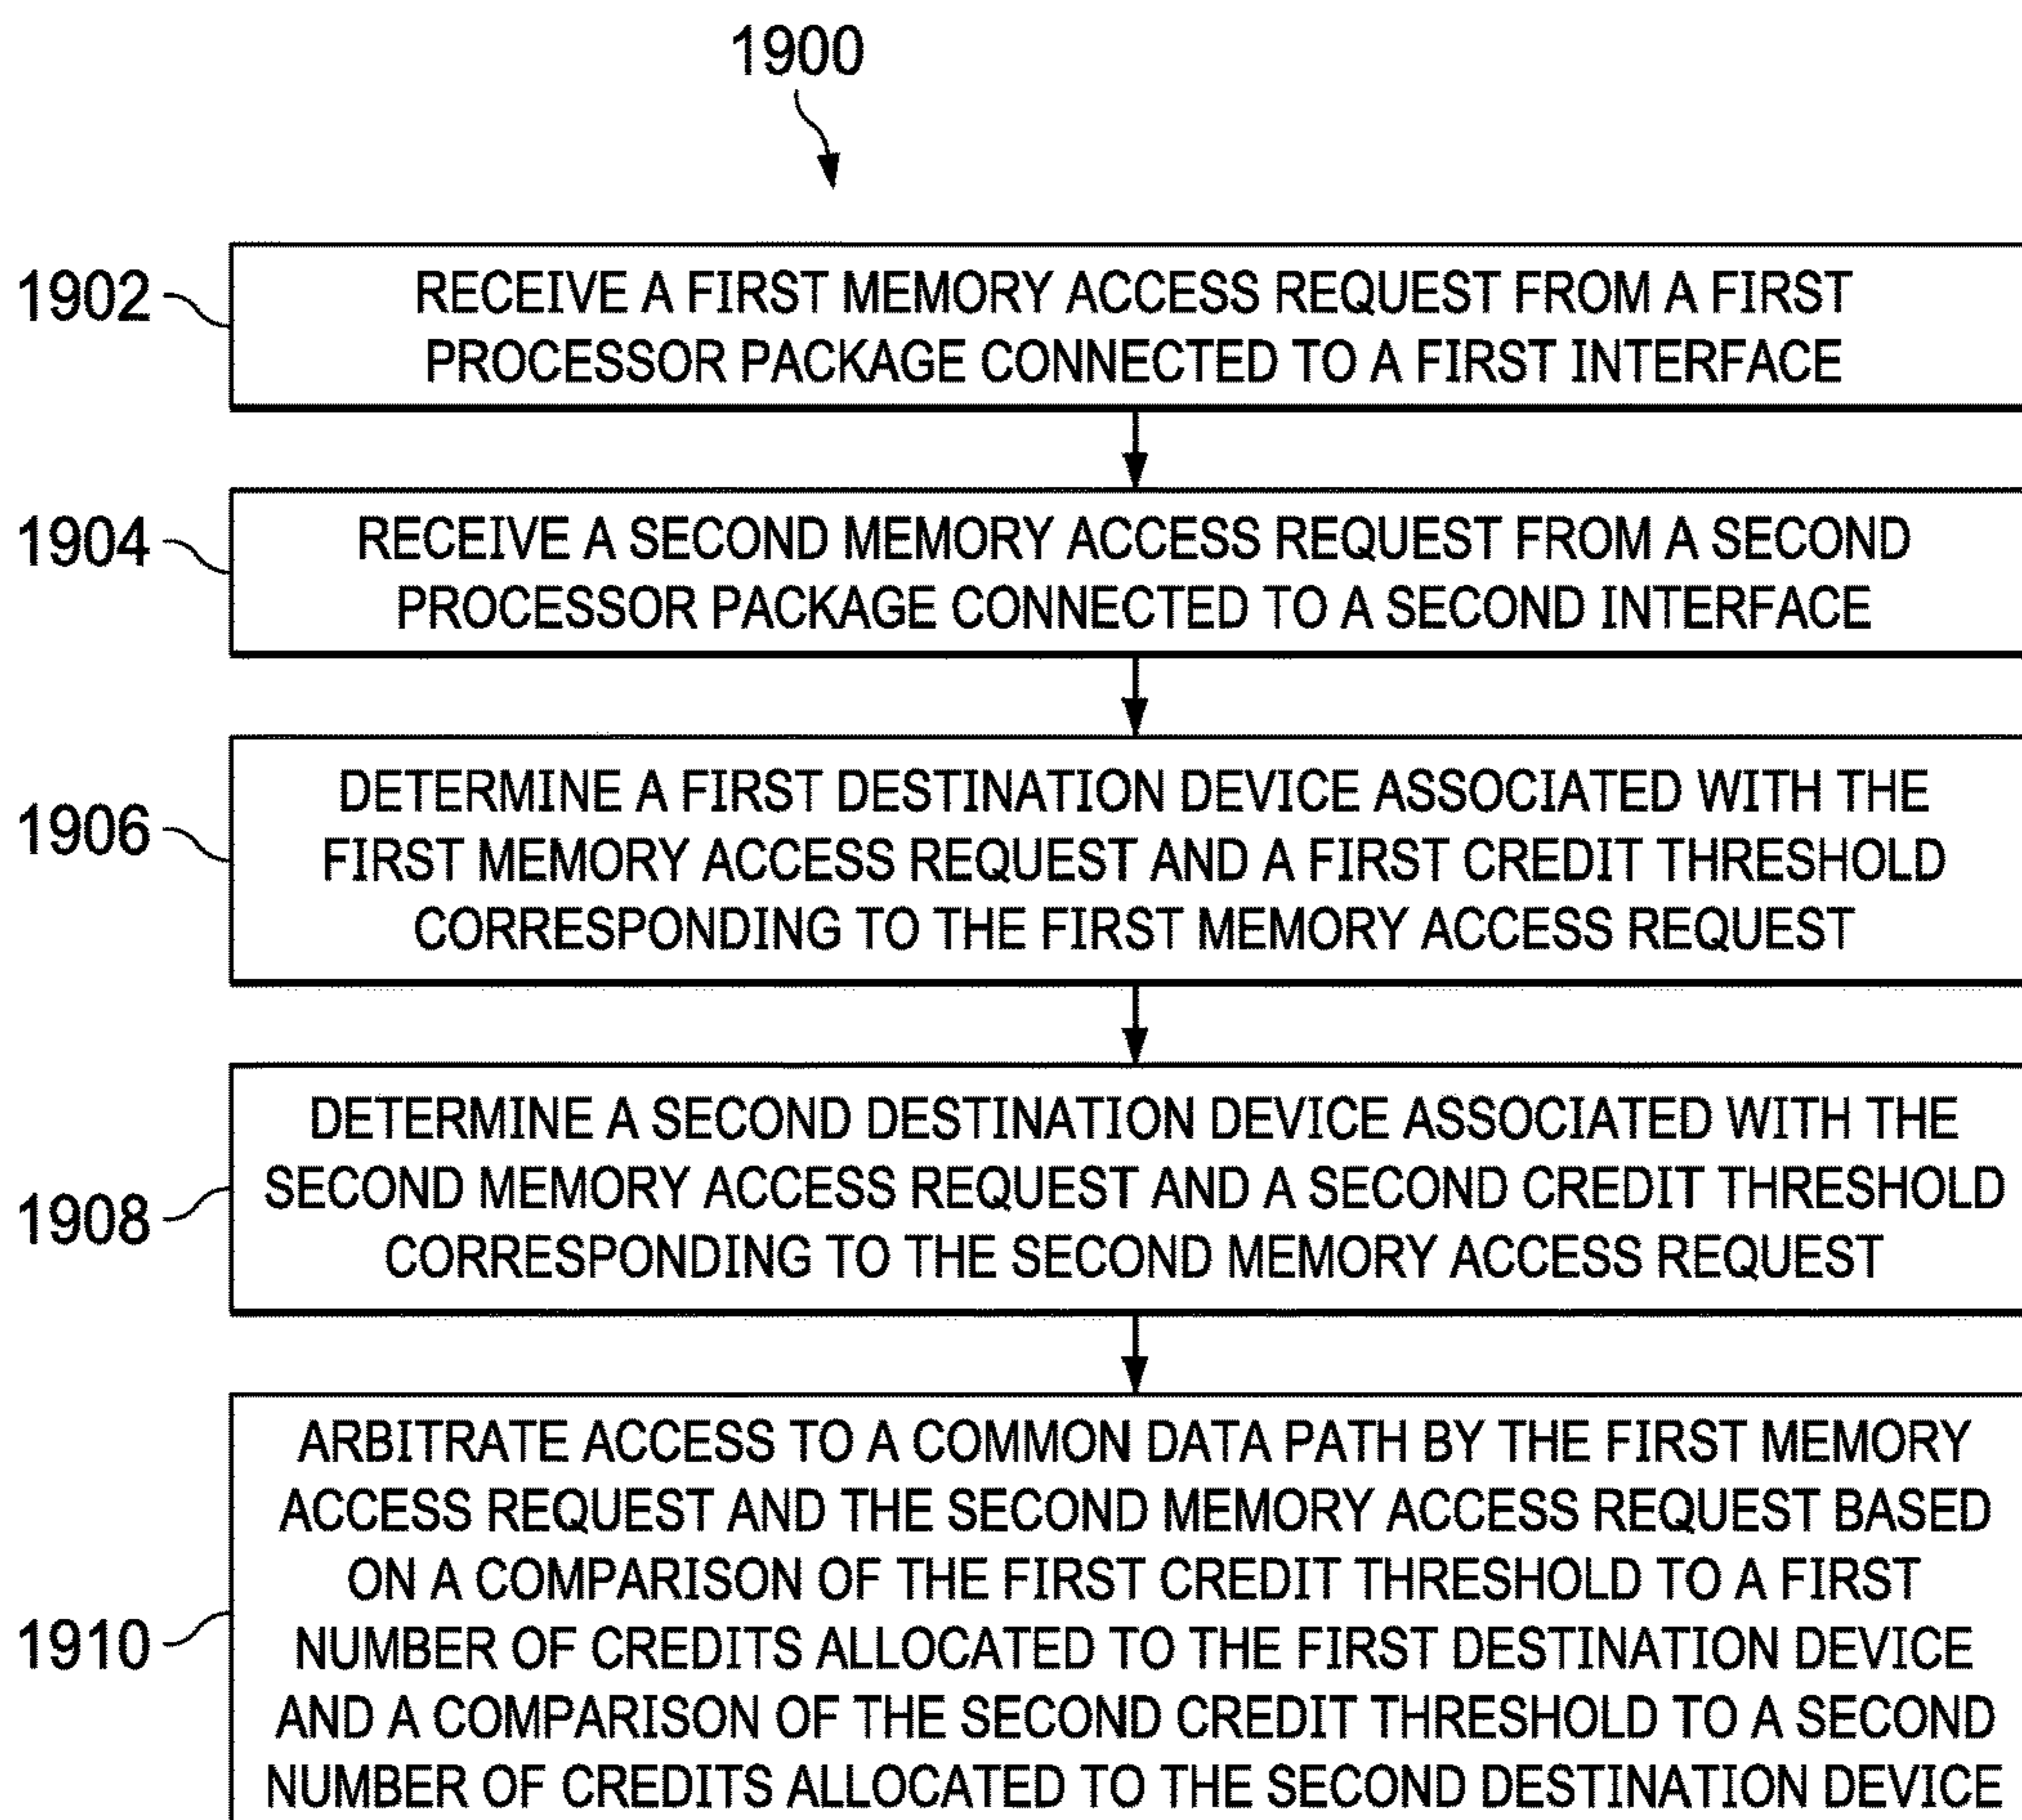 1900
1902
RECEIVE A FIRST MEMORY ACCESS REQUEST FROM A FIRST
PROCESSOR PACKAGE CONNECTED TO A FIRST INTERFACE
1904
RECEIVE A SECOND MEMORY ACCESS REQUEST FROM A SECOND
PROCESSOR PACKAGE CONNECTED TO A SECOND INTERFACE
1906
DETERMINE A FIRST DESTINATION DEVICE ASSOCIATED WITH THE
FIRST MEMORY ACCESS REQUEST AND A FIRST CREDIT THRESHOLD
CORRESPONDING TO THE FIRST MEMORY ACCESS REQUEST
1908
DETERMINE A SECOND DESTINATION DEVICE ASSOCIATED WITH THE
SECOND MEMORY ACCESS REQUEST AND A SECOND CREDIT THRESHOLD
CORRESPONDING TO THE SECOND MEMORY ACCESS REQUEST
1910
ARBITRATE ACCESS TO A COMMON DATA PATH BY THE FIRST MEMORY
ACCESS REQUEST AND THE SECOND MEMORY ACCESS REQUEST BASED
ON A COMPARISON OF THE FIRST CREDIT THRESHOLD TO A FIRST
NUMBER OF CREDITS ALLOCATED TO THE FIRST DESTINATION DEVICE
AND A COMPARISON OF THE SECOND CREDIT THRESHOLD TO A SECOND
NUMBER OF CREDITS ALLOCATED TO THE SECOND DESTINATION DEVICE